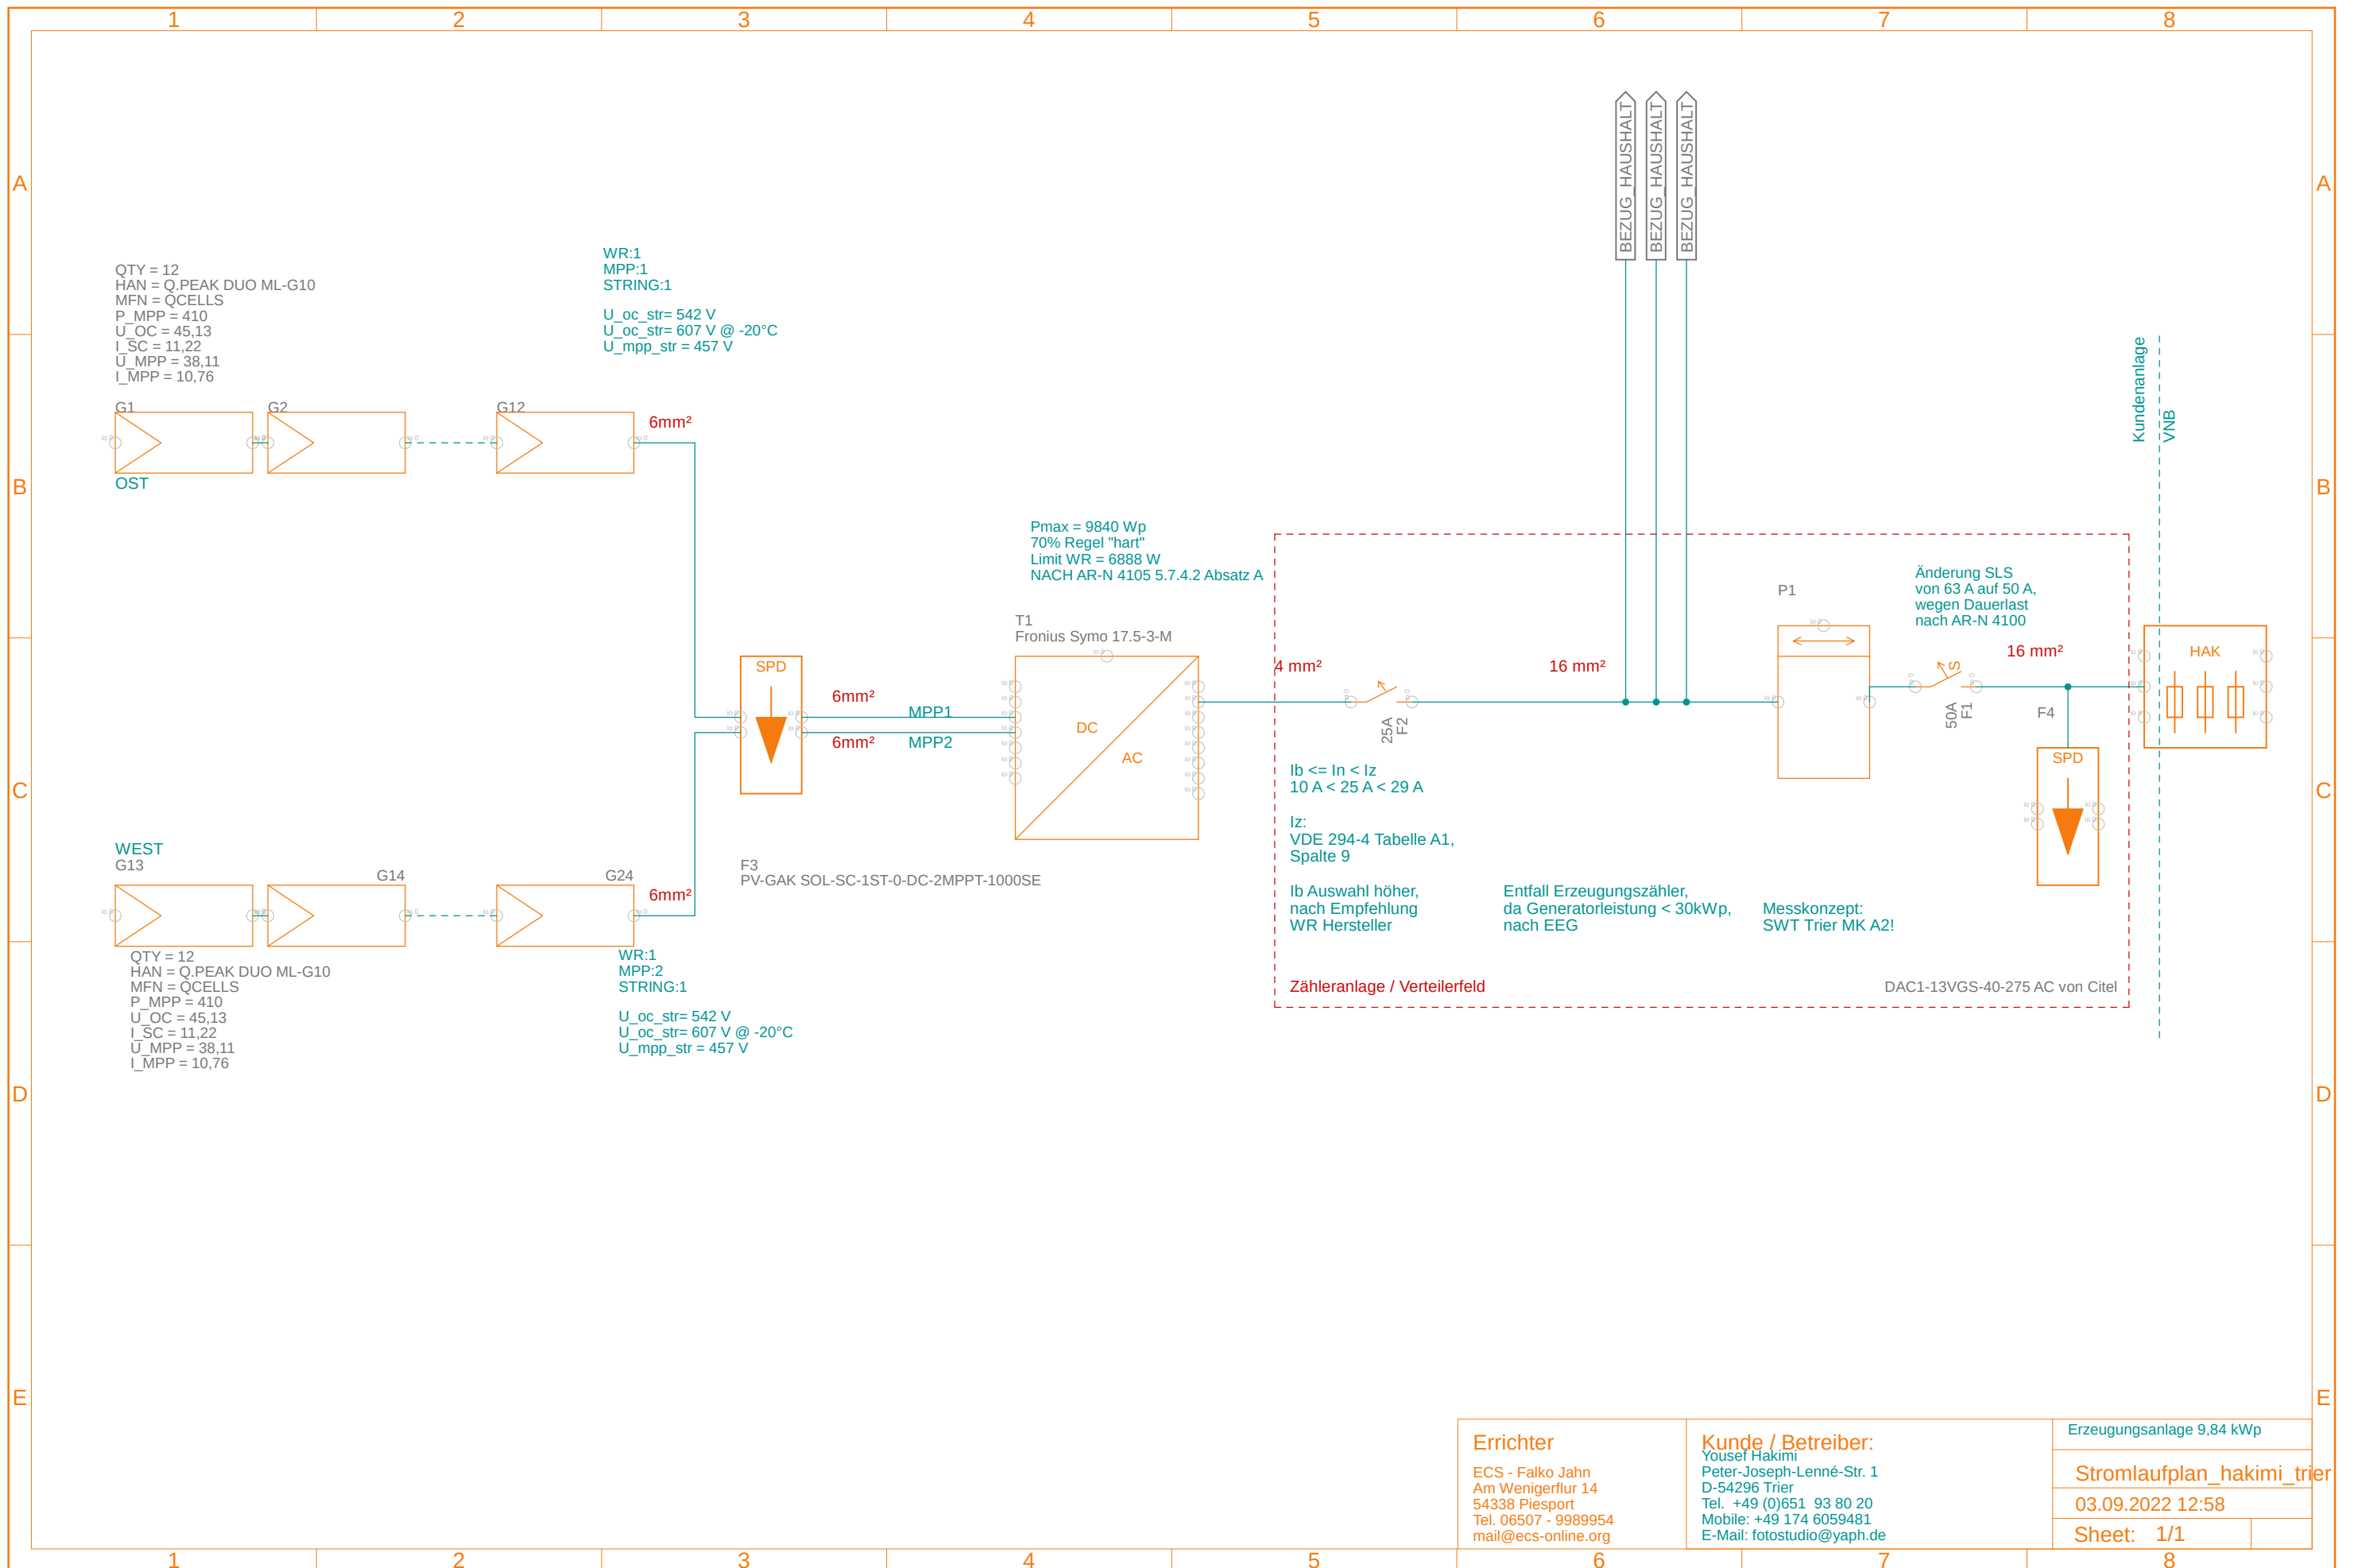 1 2 3 4 5 6 7 8
A
A
BEZUG_HAUSHALT
BEZUG_HAUSHALT
BEZUG_HAUSHALT
QTY = 12
HAN = Q.PEAK DUO ML-G10
MFN = QCELLS
P_MPP = 410
U_OC = 45,13
I_SC = 11,22
U_MPP = 38,11
I_MPP = 10,76
WR:1
MPP:1
STRING:1
U_oc_str= 542 V
U_oc_str= 607 V @ -20°C
U_mpp_str = 457 V
G1
G2
G12
6mm²
OST
B
B
Kundenanlage
VNB
Pmax = 9840 Wp
70% Regel "hart"
Limit WR = 6888 W
NACH AR-N 4105 5.7.4.2 Absatz A
T1
Fronius Symo 17.5-3-M
DC
AC
SPD
6mm²
MPP1
6mm²
MPP2
F3
PV-GAK SOL-SC-1ST-0-DC-2MPPT-1000SE
4 mm²
25A
F2
16 mm²
P1
Änderung SLS
von 63 A auf 50 A,
wegen Dauerlast
nach AR-N 4100
S
50A
F1
16 mm²
F4
SPD
HAK
C
C
Ib <= In < Iz
10 A < 25 A < 29 A
Iz:
VDE 294-4 Tabelle A1,
Spalte 9
Ib Auswahl höher,
nach Empfehlung
WR Hersteller
Entfall Erzeugungszähler,
da Generatorleistung < 30kWp,
nach EEG
Messkonzept:
SWT Trier MK A2!
Zähleranlage / Verteilerfeld
DAC1-13VGS-40-275 AC von Citel
WEST
G13
G14
G24
6mm²
QTY = 12
HAN = Q.PEAK DUO ML-G10
MFN = QCELLS
P_MPP = 410
U_OC = 45,13
I_SC = 11,22
U_MPP = 38,11
I_MPP = 10,76
WR:1
MPP:2
STRING:1
U_oc_str= 542 V
U_oc_str= 607 V @ -20°C
U_mpp_str = 457 V
D
D
E
E
Errichter
ECS - Falko Jahn
Am Wenigerflur 14
54338 Piesport
Tel. 06507 - 9989954
mail@ecs-online.org
Kunde / Betreiber:
Yousef Hakimi
Peter-Joseph-Lenné-Str. 1
D-54296 Trier
Tel.  +49 (0)651  93 80 20
Mobile: +49 174 6059481
E-Mail: fotostudio@yaph.de
Erzeugungsanlage 9,84 kWp
Stromlaufplan_hakimi_trier
03.09.2022 12:58
Sheet: 1/1
1 2 3 4 5 6 7 8